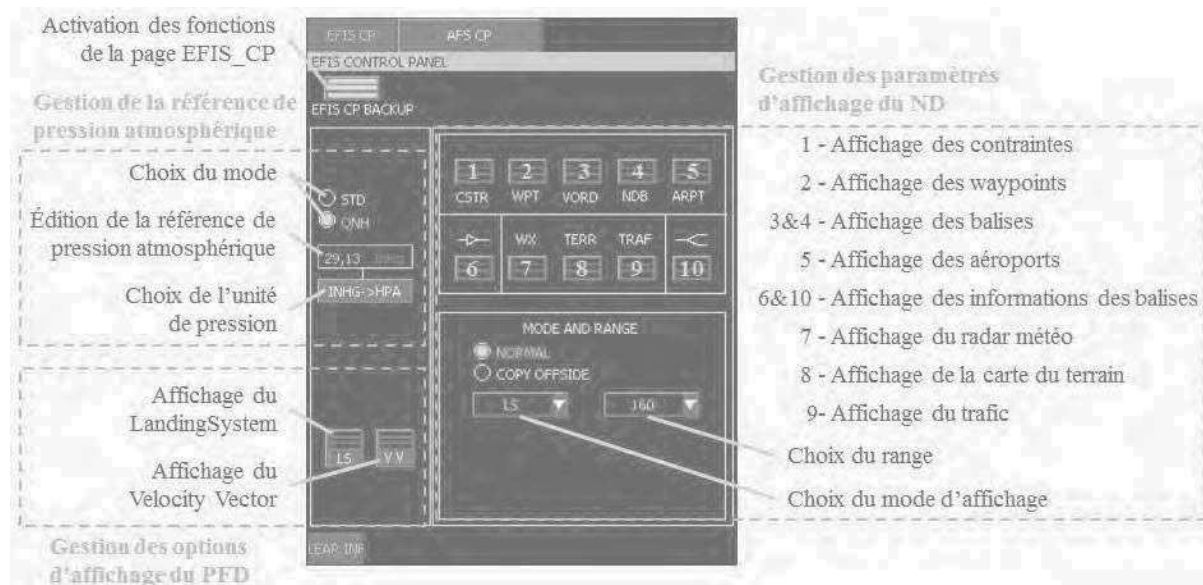 Activation des fonctions
de la page EFIS_CP
Gestion de la référence de
pression atmosphérique
Choix du mode
Édition de la référence de
pression atmosphérique
Choix de l'unité
de pression
Affichage du
LandingSystem
Affichage du
Velocity Vector
Gestion des options
d'affichage du PFD
EFIS CP
AFS CP
EFIS CONTROL PANEL
EFIS CP BACKUP
STD
QNH
29,13
INHG->HPA
LS
VV
1 2 3 4 5
CSTR WPT VORD NDB ARPT
WX TERR TRAF
6 7 8 9 10
MODE AND RANGE
NORMAL
COPY OFFSIDE
LS
160
Gestion des paramètres
d'affichage du ND
1 - Affichage des contraintes
2 - Affichage des waypoints
3&4 - Affichage des balises
5 - Affichage des aéroports
6&10 - Affichage des informations des balises
7 - Affichage du radar météo
8 - Affichage de la carte du terrain
9- Affichage du trafic
Choix du range
Choix du mode d'affichage